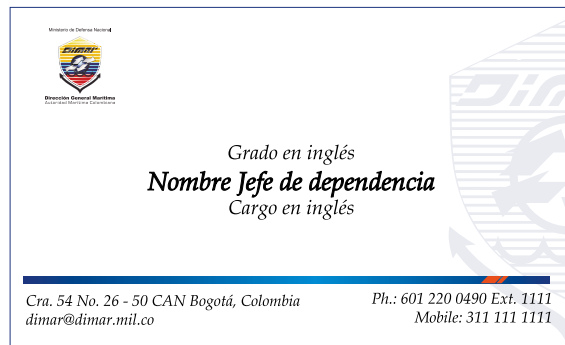 Ministerio de Defensa Nacional
Dimar
Dirección General Marítima
Autoridad Marítima Colombiana
Dimar
Grado en inglés
Nombre Jefe de dependencia
Cargo en inglés
Cra. 54 No. 26 - 50 CAN Bogotá, Colombia
dimar@dimar.mil.co
Ph.: 601 220 0490 Ext. 1111
Mobile: 311 111 1111